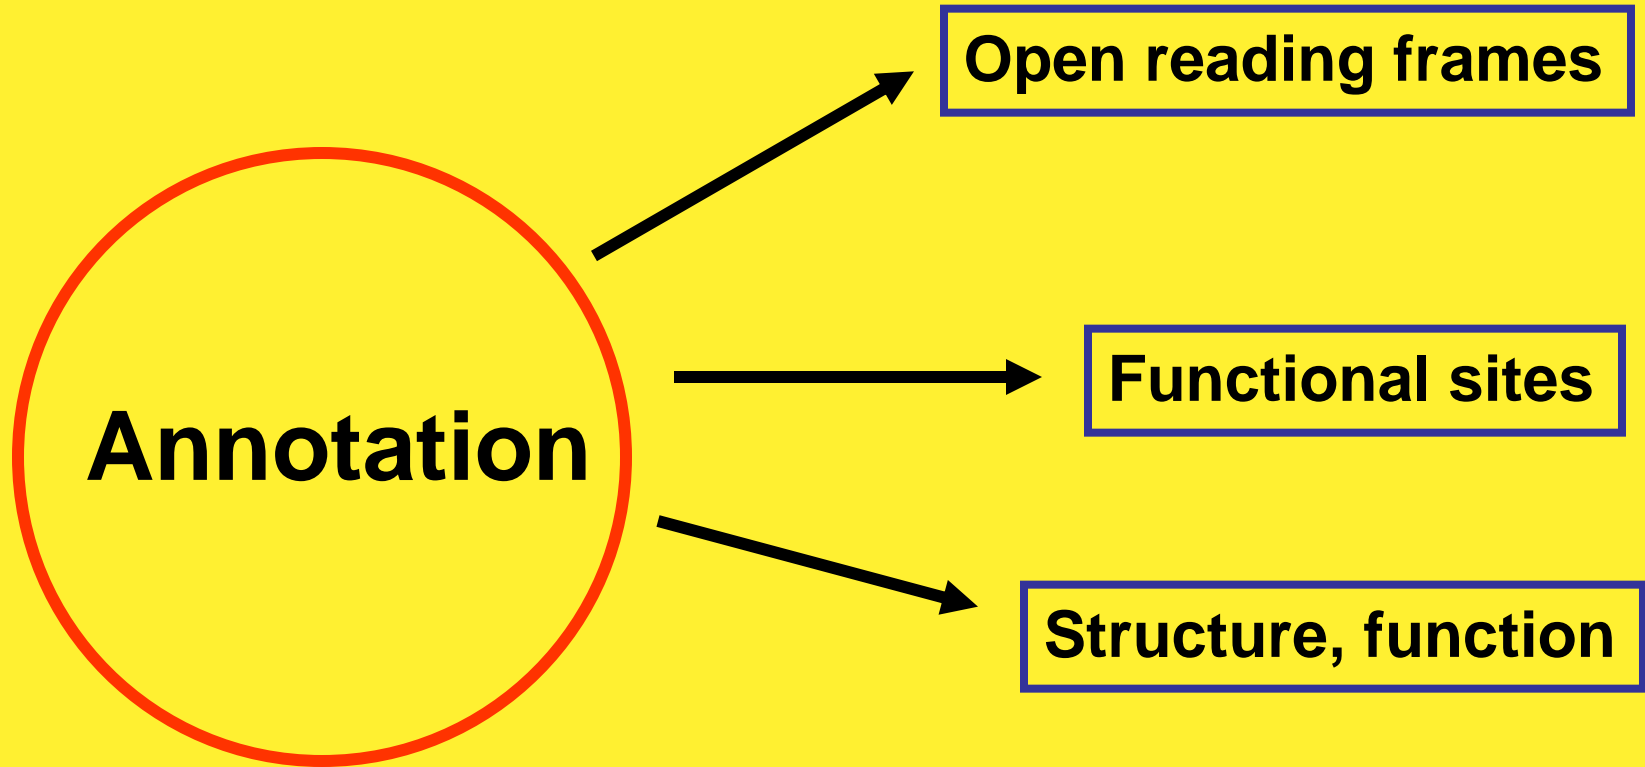 Open reading frames
Functional sites
Annotation
Structure, function